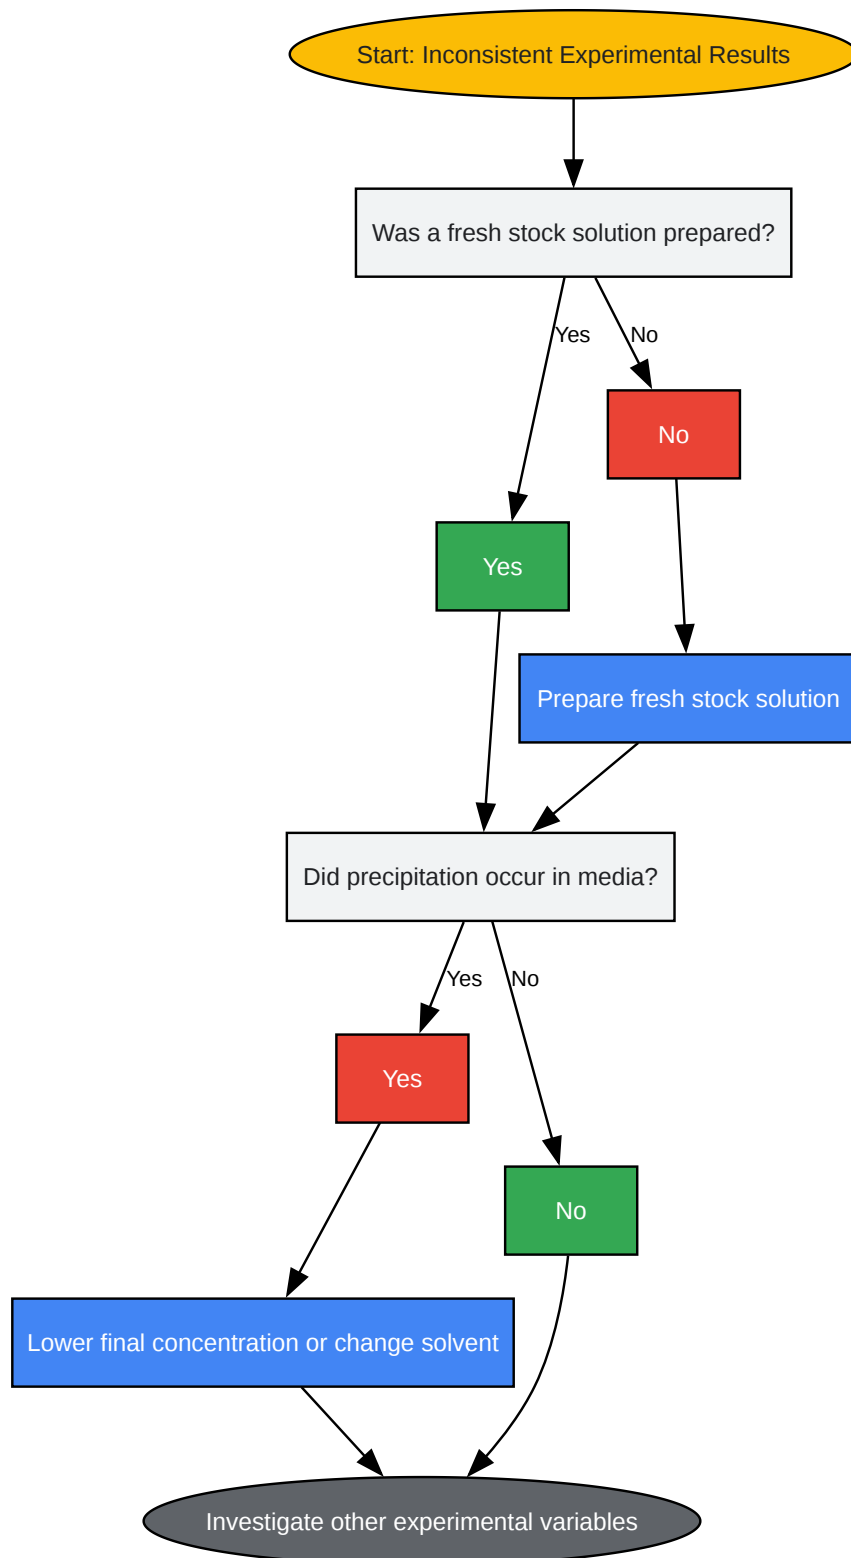 Start: Inconsistent Experimental Results
Was a fresh stock solution prepared?
Yes
No
No
Yes
Prepare fresh stock solution
Did precipitation occur in media?
Yes
No
Yes
No
Lower final concentration or change solvent
Investigate other experimental variables